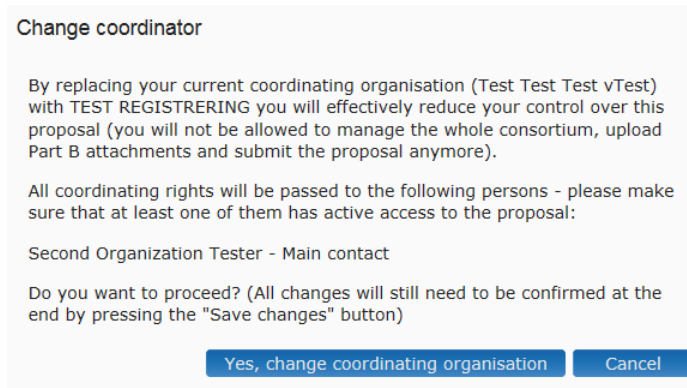 Change coordinator
By replacing your current coordinating organisation (Test Test Test vTest)
with TEST REGISTRERING you will effectively reduce your control over this
proposal (you will not be allowed to manage the whole consortium, upload
Part B attachments and submit the proposal anymore).
All coordinating rights will be passed to the following persons - please make
sure that at least one of them has active access to the proposal:
Second Organization Tester - Main contact
Do you want to proceed? (All changes will still need to be confirmed at the
end by pressing the "Save changes" button)
Yes, change coordinating organisation Cancel